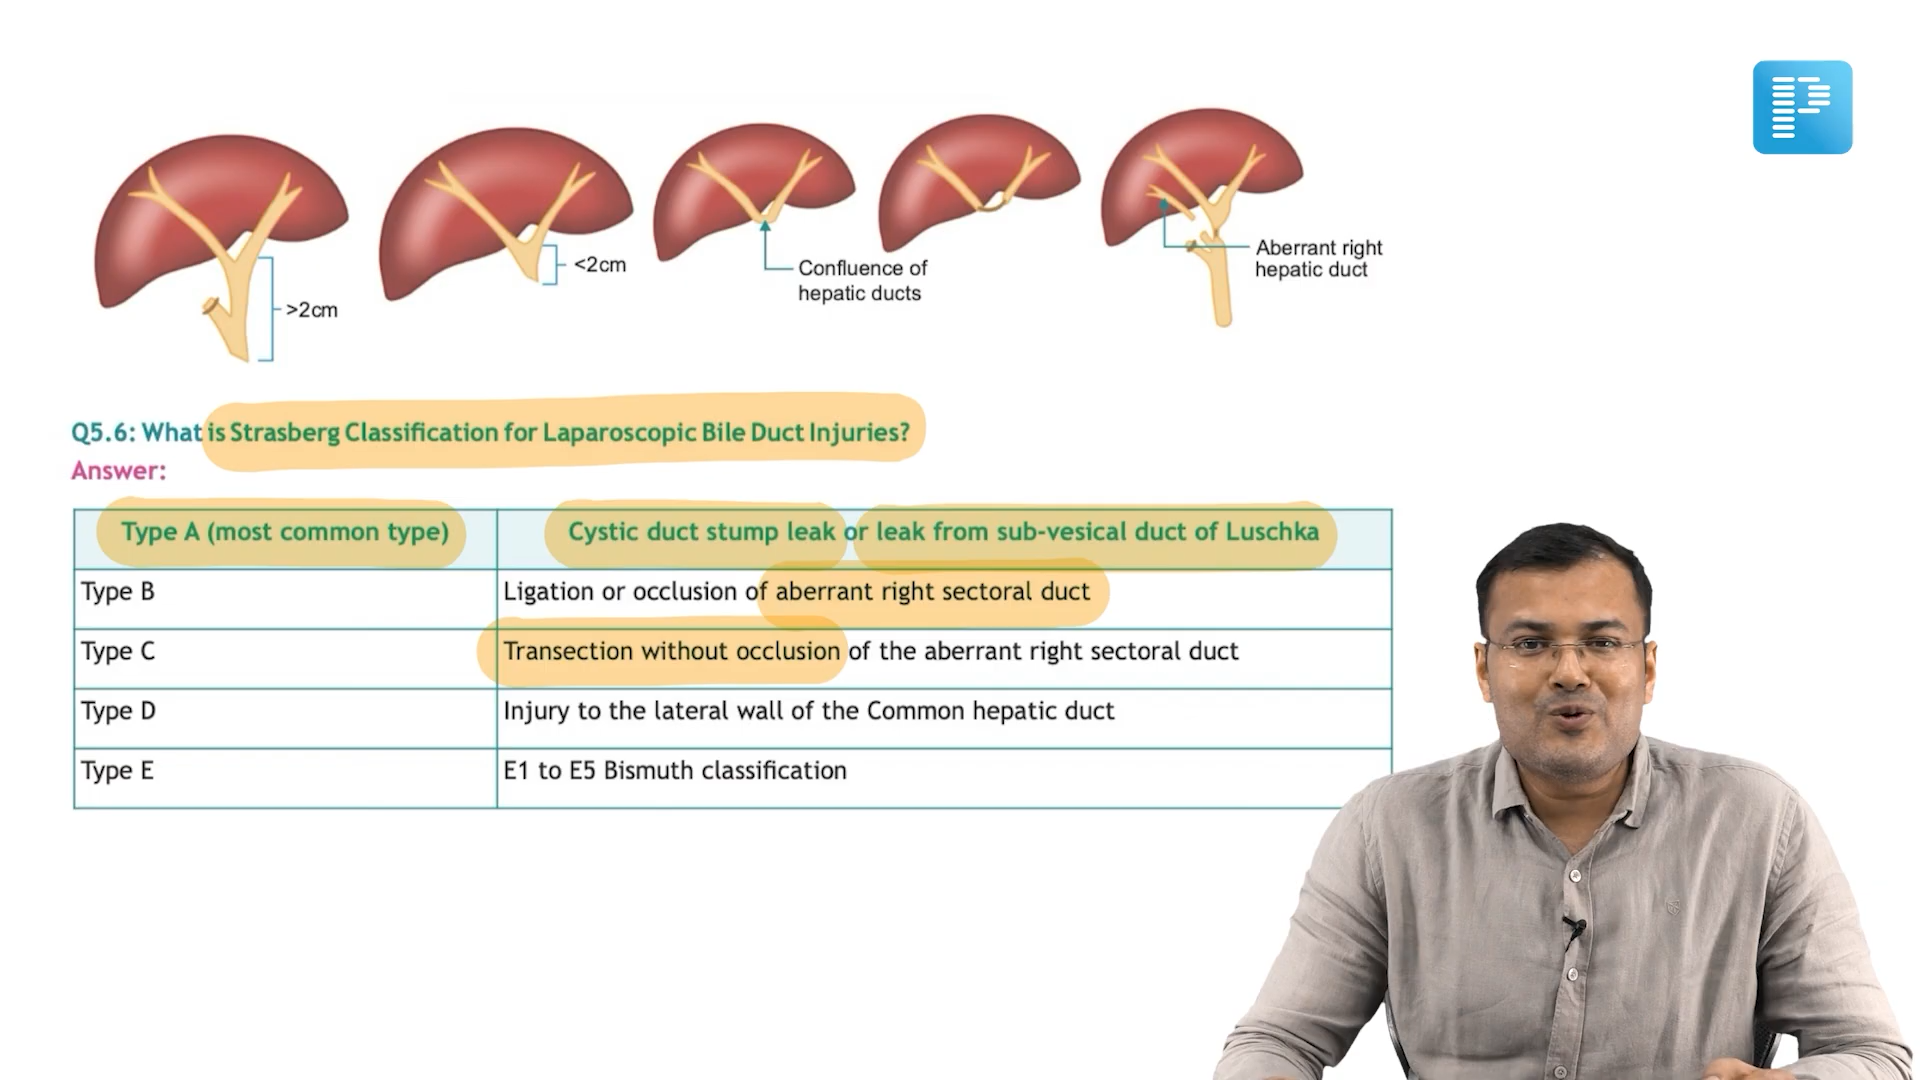 >2cm
<2cm
Confluence of
hepatic ducts
Aberrant right
hepatic duct
Q5.6: What is Strasberg Classification for Laparoscopic Bile Duct Injuries?
Answer:
Type A (most common type) Cystic duct stump leak or leak from sub-vesical duct of Luschka
Type B Ligation or occlusion of aberrant right sectoral duct
Type C Transection without occlusion of the aberrant right sectoral duct
Type D Injury to the lateral wall of the Common hepatic duct
Type E E1 to E5 Bismuth classification